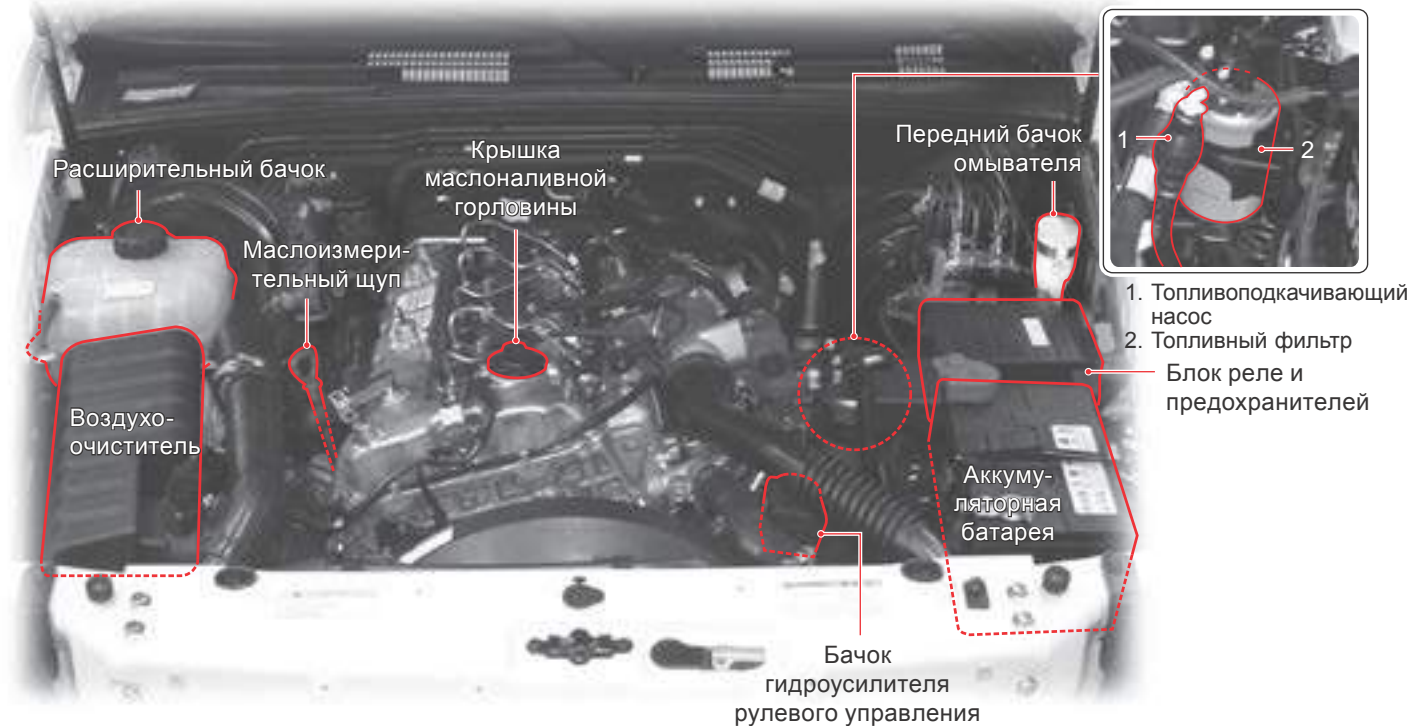 Расширительный бачок
Крышка
маслоналивной
горловины
Маслоизмери-
тельный щуп
Передний бачок
омывателя
1
2
1. Топливоподкачивающий
насос
2. Топливный фильтр
Блок реле и
предохранителей
Воздухо-
очиститель
Аккуму-
ляторная
батарея
Бачок
гидроусилителя
рулевого управления